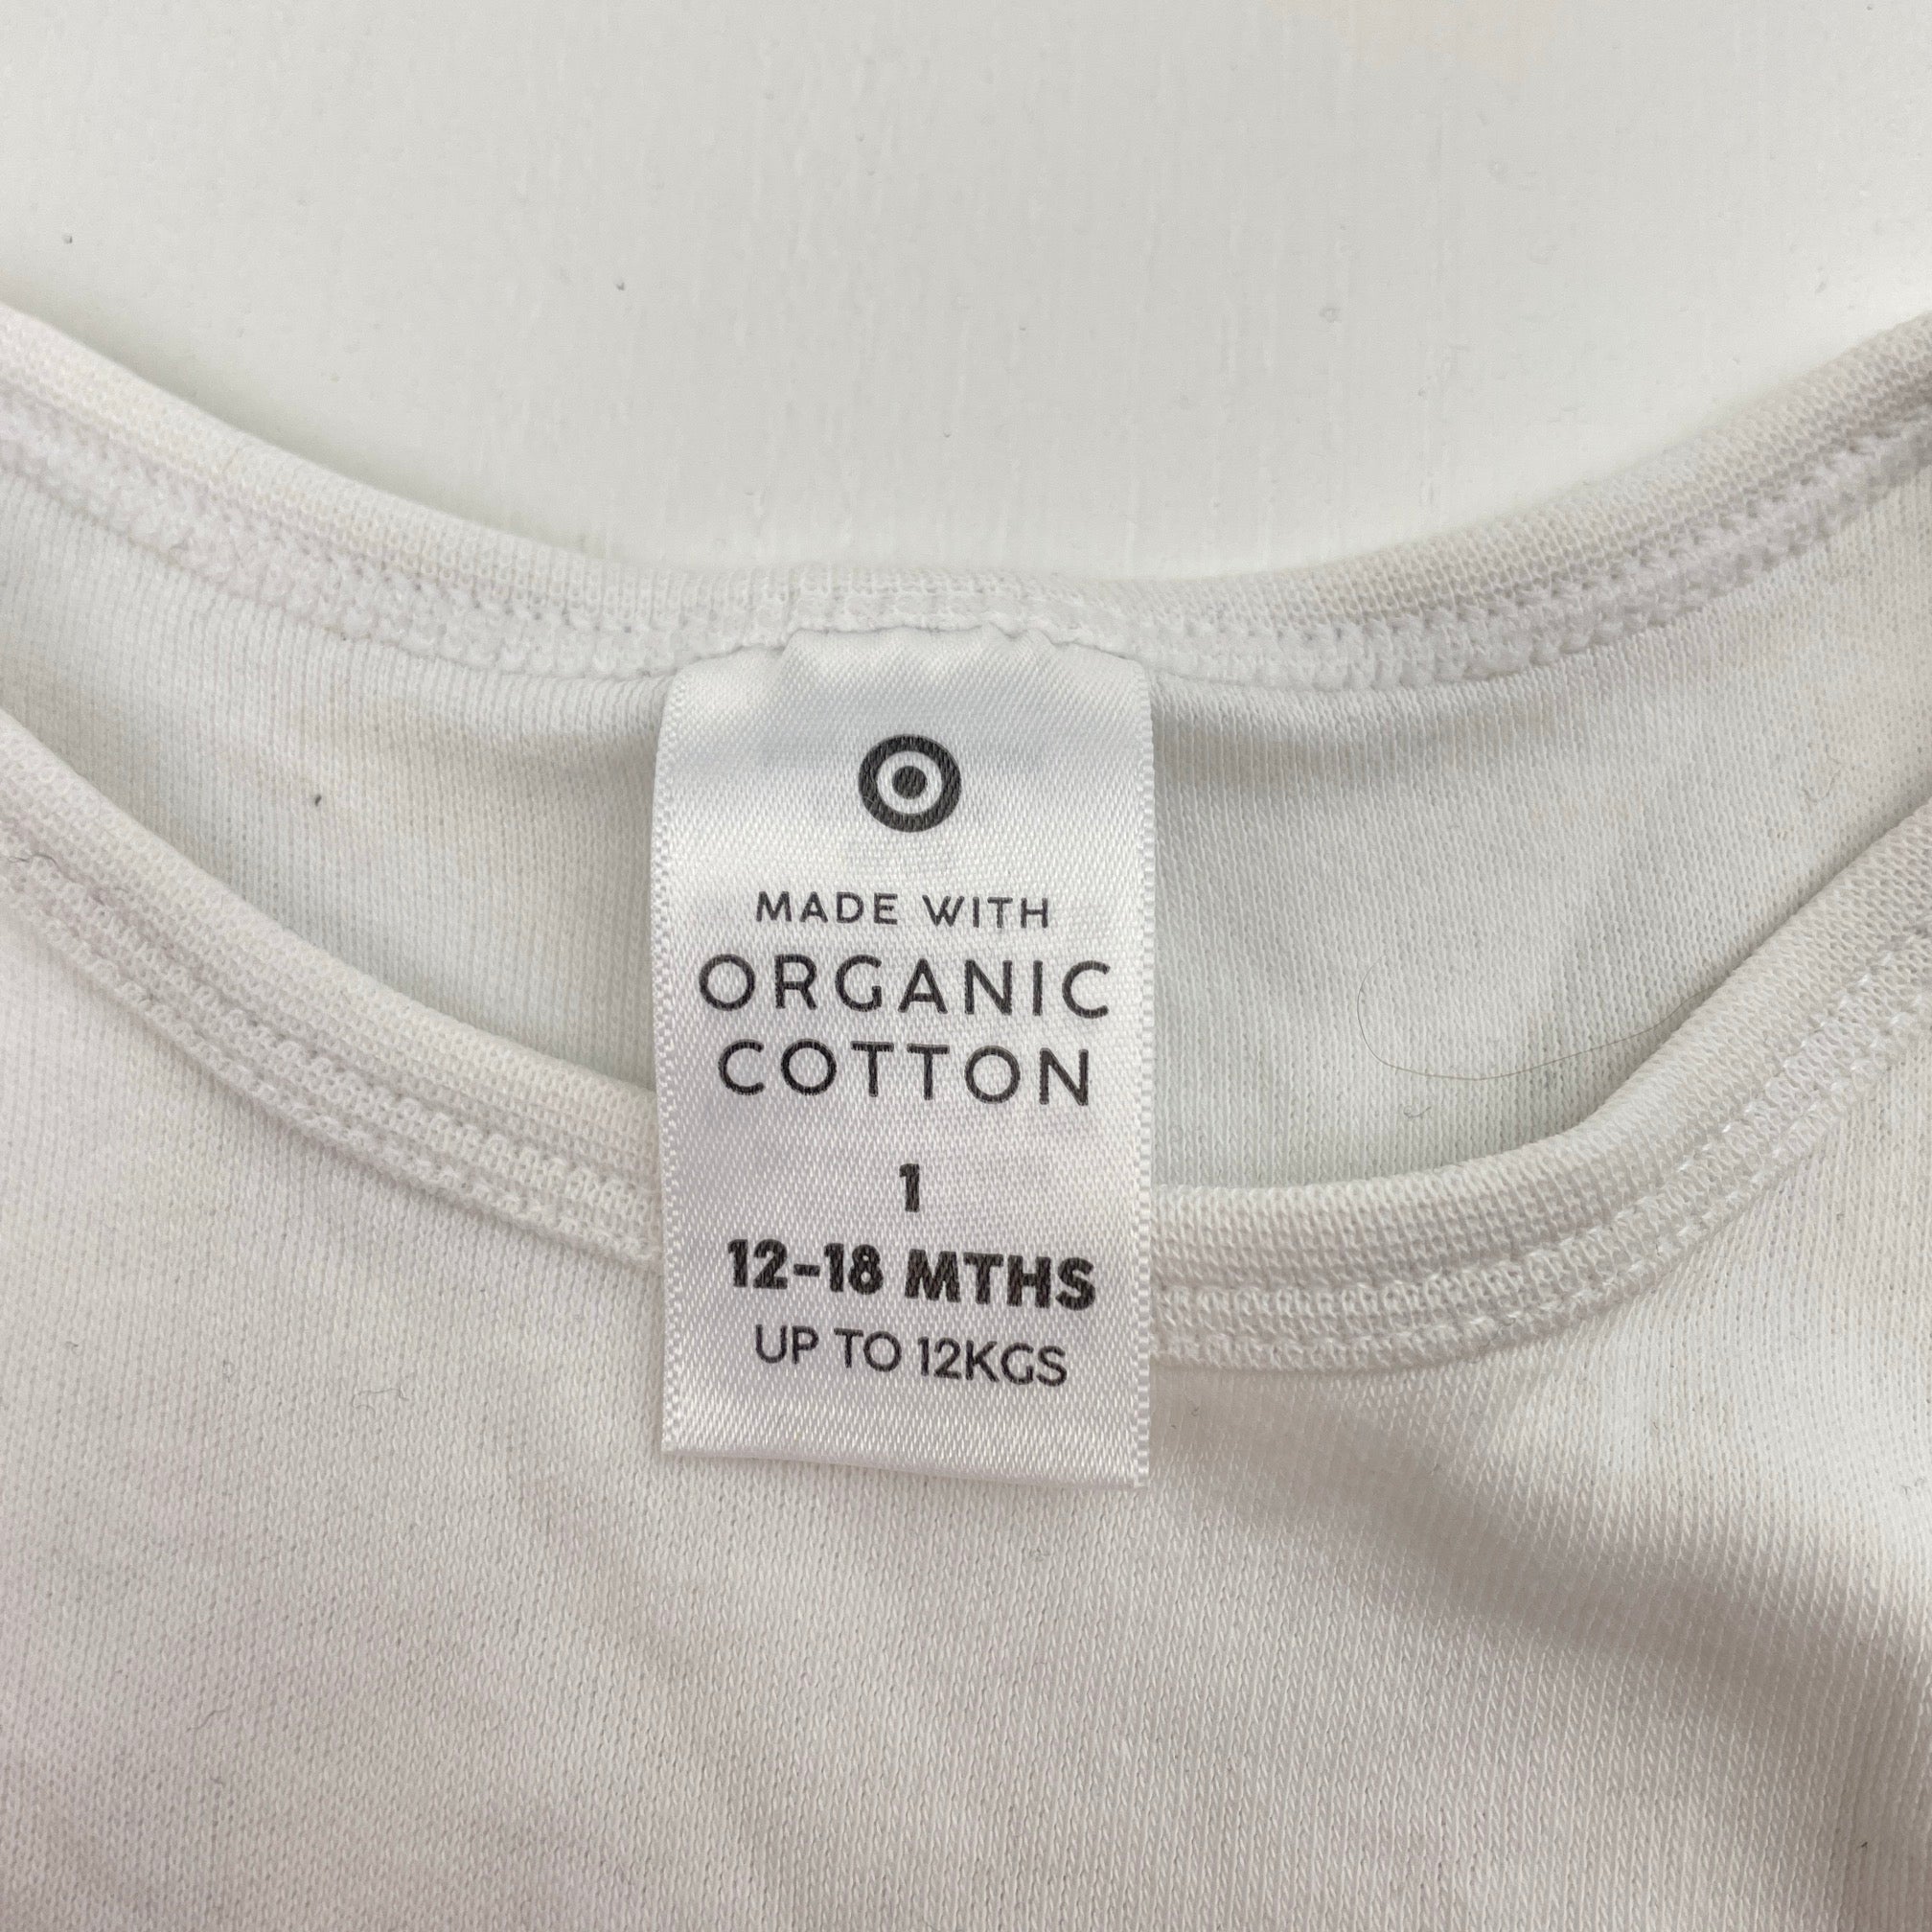 MADE WITH
ORGANIC
COTTON
1
12-18 MTHS
UP TO 12KGS